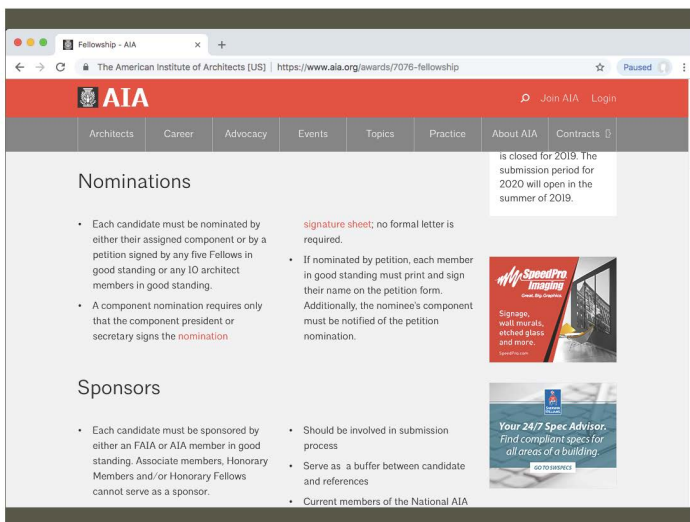 Fellowship - AIA
The American Institute of Architects [US] | https://www.aia.org/awards/7076-fellowship
Paused
AIA
Join AIA Login
Architects Career Advocacy Events Topics Practice About AIA Contracts
is closed for 2019. The
submission period for
2020 will open in the
summer of 2019.
Nominations
• Each candidate must be nominated by
either their assigned component or by a
petition signed by any five Fellows in
good standing or any 10 architect
members in good standing.
• A component nomination requires only
that the component president or
secretary signs the nomination
signature sheet; no formal letter is
required.
• If nominated by petition, each member
in good standing must print and sign
their name on the petition form.
Additionally, the nominee's component
must be notified of the petition
nomination.
SpeedPro
Imaging
Great. Big. Graphics.
Signage,
wall murals,
etched glass
and more.
SpeedPro.com
Sponsors
• Each candidate must be sponsored by
either an FAIA or AIA member in good
standing. Associate members, Honorary
Members and/or Honorary Fellows
cannot serve as a sponsor.
• Should be involved in submission
process
• Serve as a buffer between candidate
and references
• Current members of the National AIA
SHERWIN
WILLIAMS
Your 24/7 Spec Advisor.
Find compliant specs for
all areas of a building.
GO TO SWSPECS